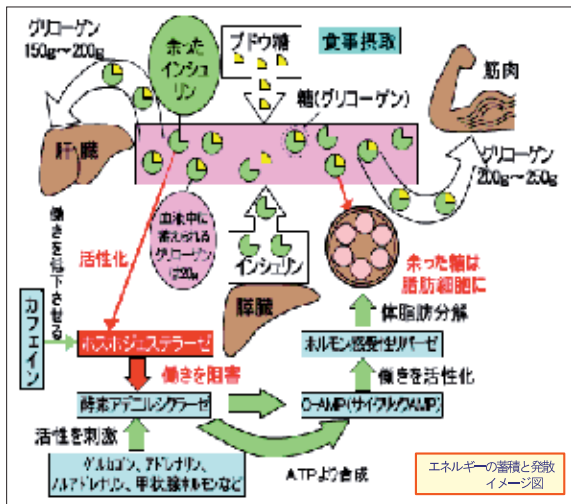 グリコーゲン
150g～200g
余った
インシュ
リン
ブドウ糖
食事摂取
糖(グリコーゲン)
筋肉
肝臓
グリコーゲン
200g～250g
血液中に
蓄えられる
グリコーゲン
は20g
インシュリン
働きを低下させる
活性化
余った糖は
脂肪細胞に
膵臓
体脂肪分解
カフェイン
ホスホジェステラーゼ
ホルモン感受性リパーゼ
働きを阻害
働きを活性化
酵素アデニルシクラーゼ
C-AMP(サイクリックAMP)
活性を刺激
グルカゴン、アドレナリン、
ノルアドレナリン、甲状腺ホルモンなど
ATPより合成
エネルギーの蓄積と発散
イメージ図